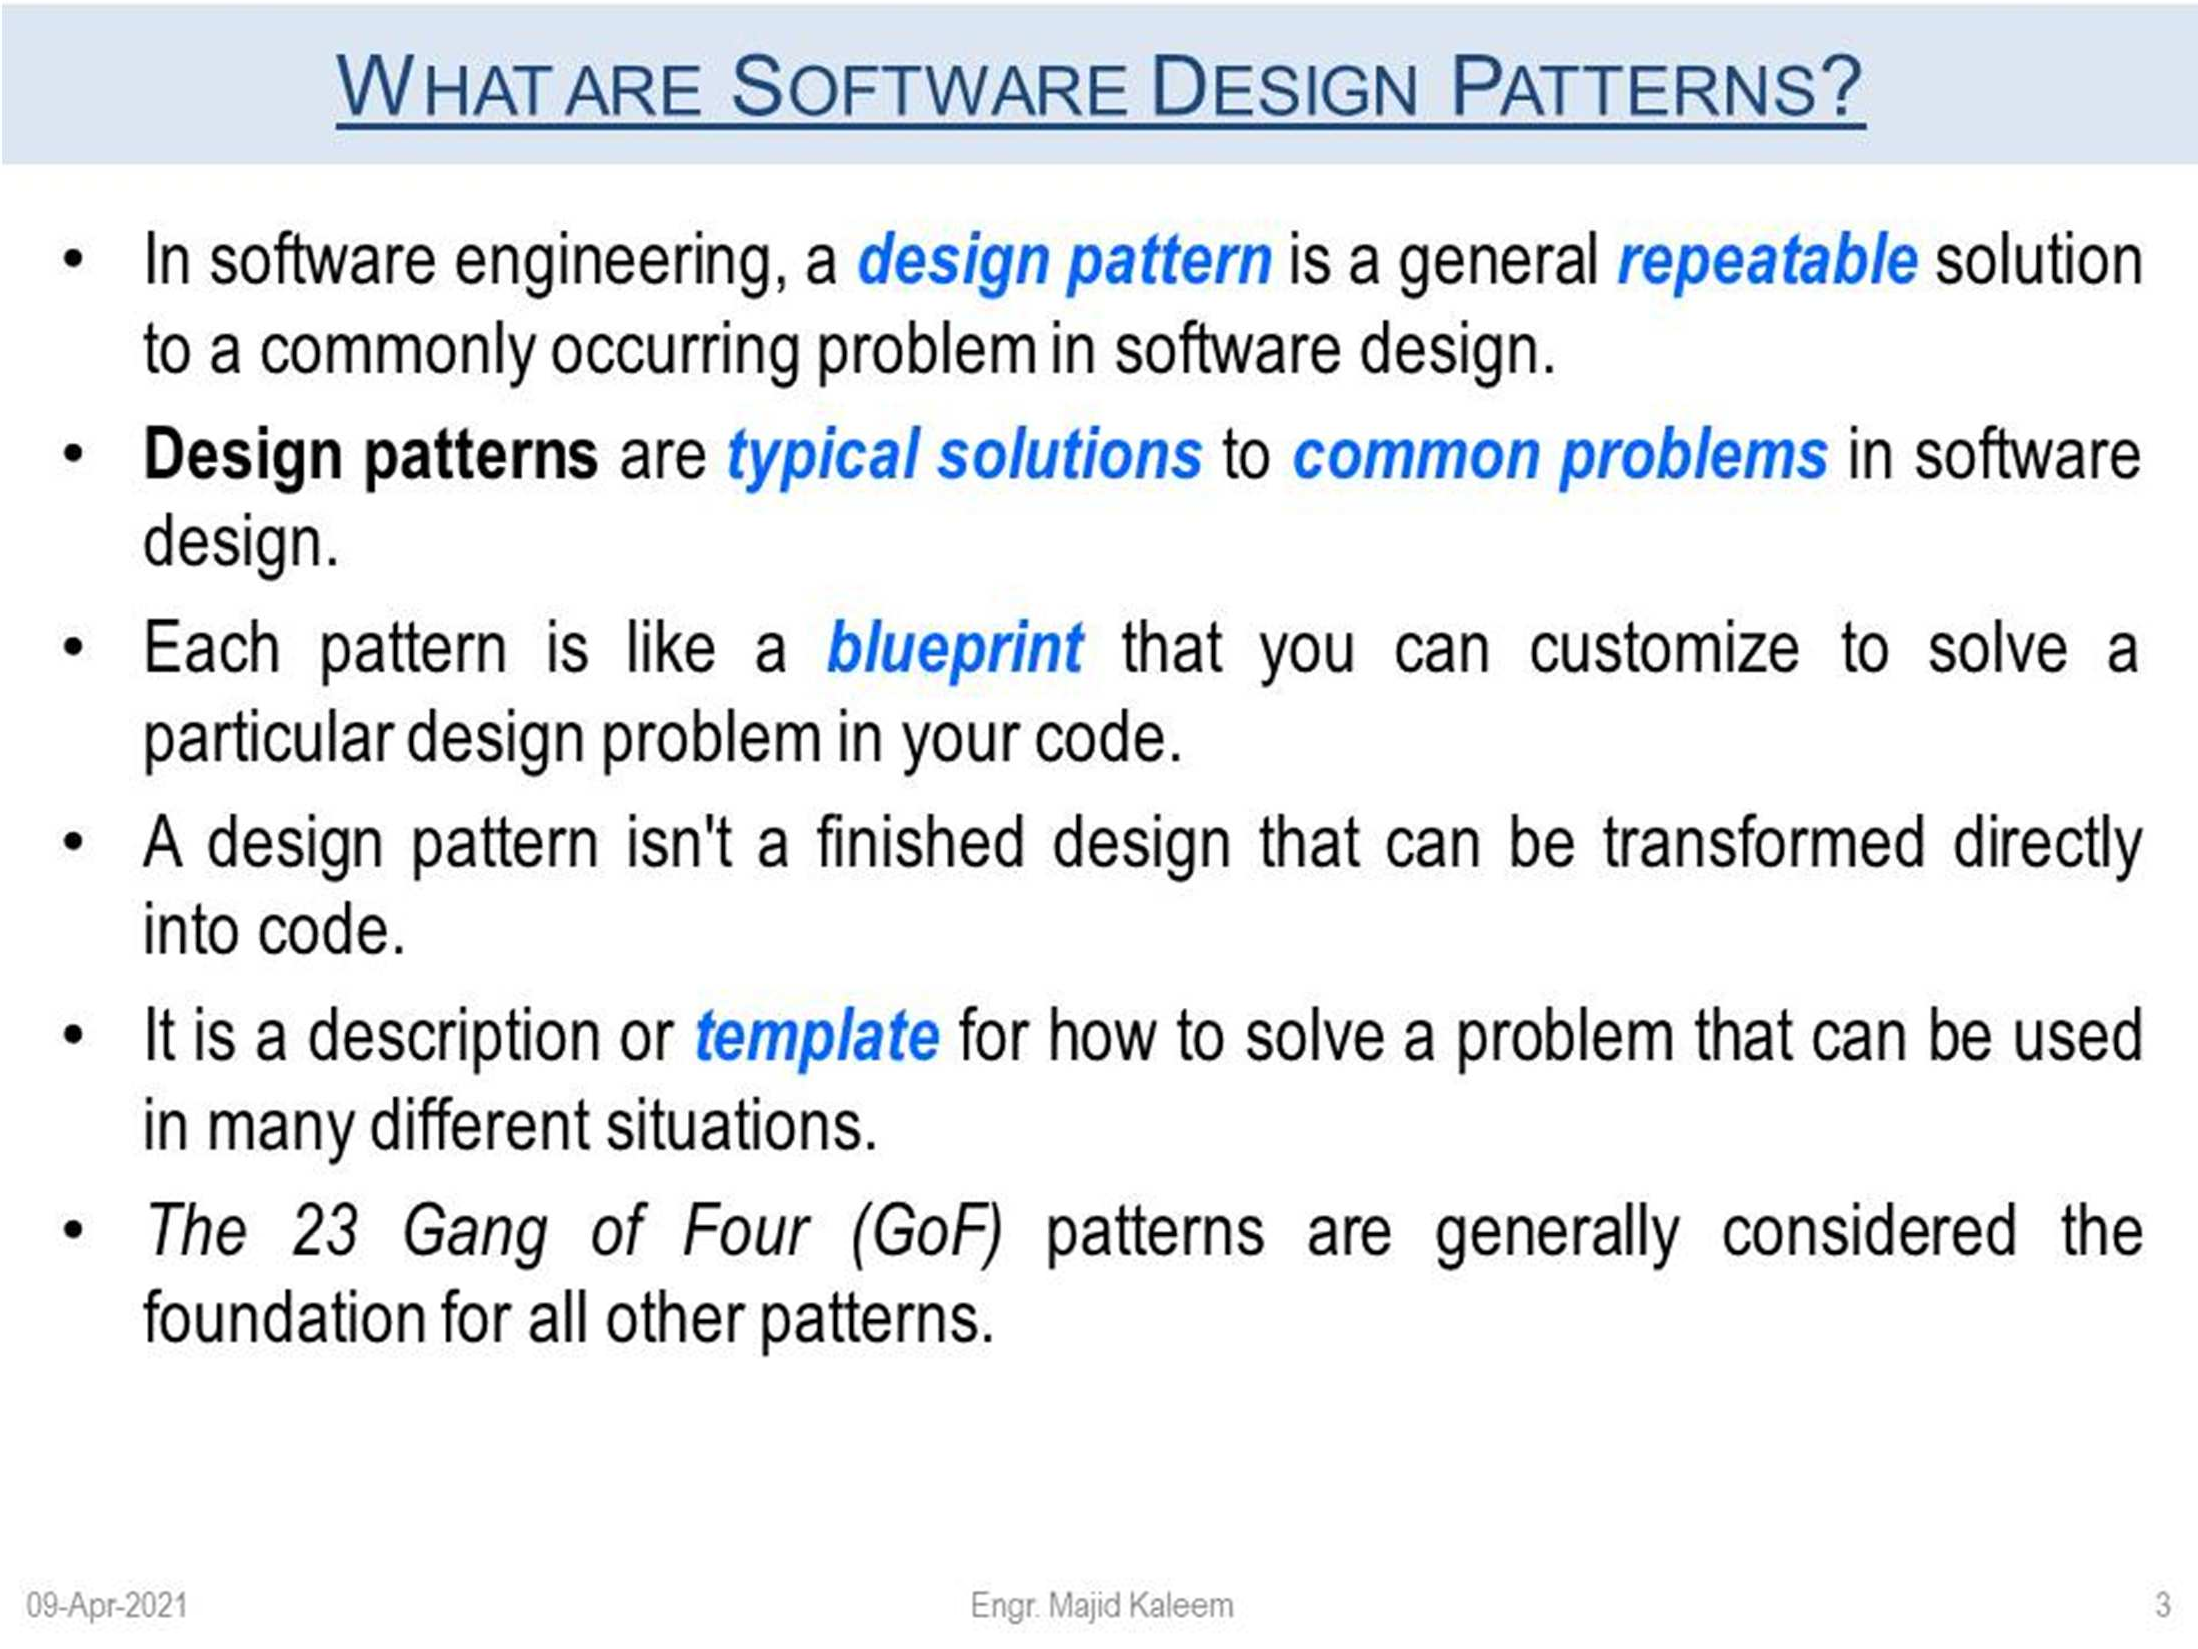 WHAT ARE SOFTWARE DESIGN PATTERNS?
• In software engineering, a design pattern is a general repeatable solution
to a commonly occurring problem in software design.
• Design patterns are typical solutions to common problems in software
design.
• Each pattern is like a blueprint that you can customize to solve a
particular design problem in your code.
• A design pattern isn't a finished design that can be transformed directly
into code.
• It is a description or template for how to solve a problem that can be used
in many different situations.
• The 23 Gang of Four (GoF) patterns are generally considered the
foundation for all other patterns.
09-Apr-2021 Engr. Majid Kaleem 3